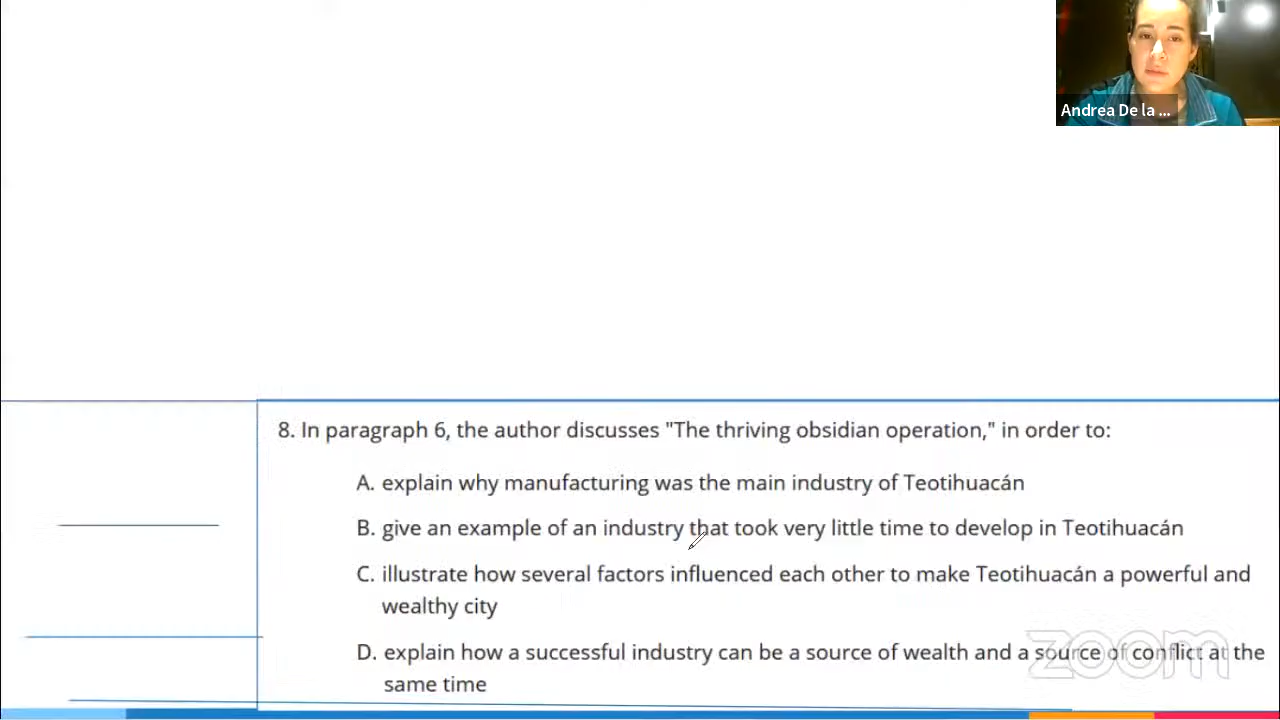 Andrea De la ...
8. In paragraph 6, the author discusses "The thriving obsidian operation," in order to:
A. explain why manufacturing was the main industry of Teotihuacán
B. give an example of an industry that took very little time to develop in Teotihuacán
C. illustrate how several factors influenced each other to make Teotihuacán a powerful and
wealthy city
D. explain how a successful industry can be a source of wealth and a source of conflict at the
same time
zoom